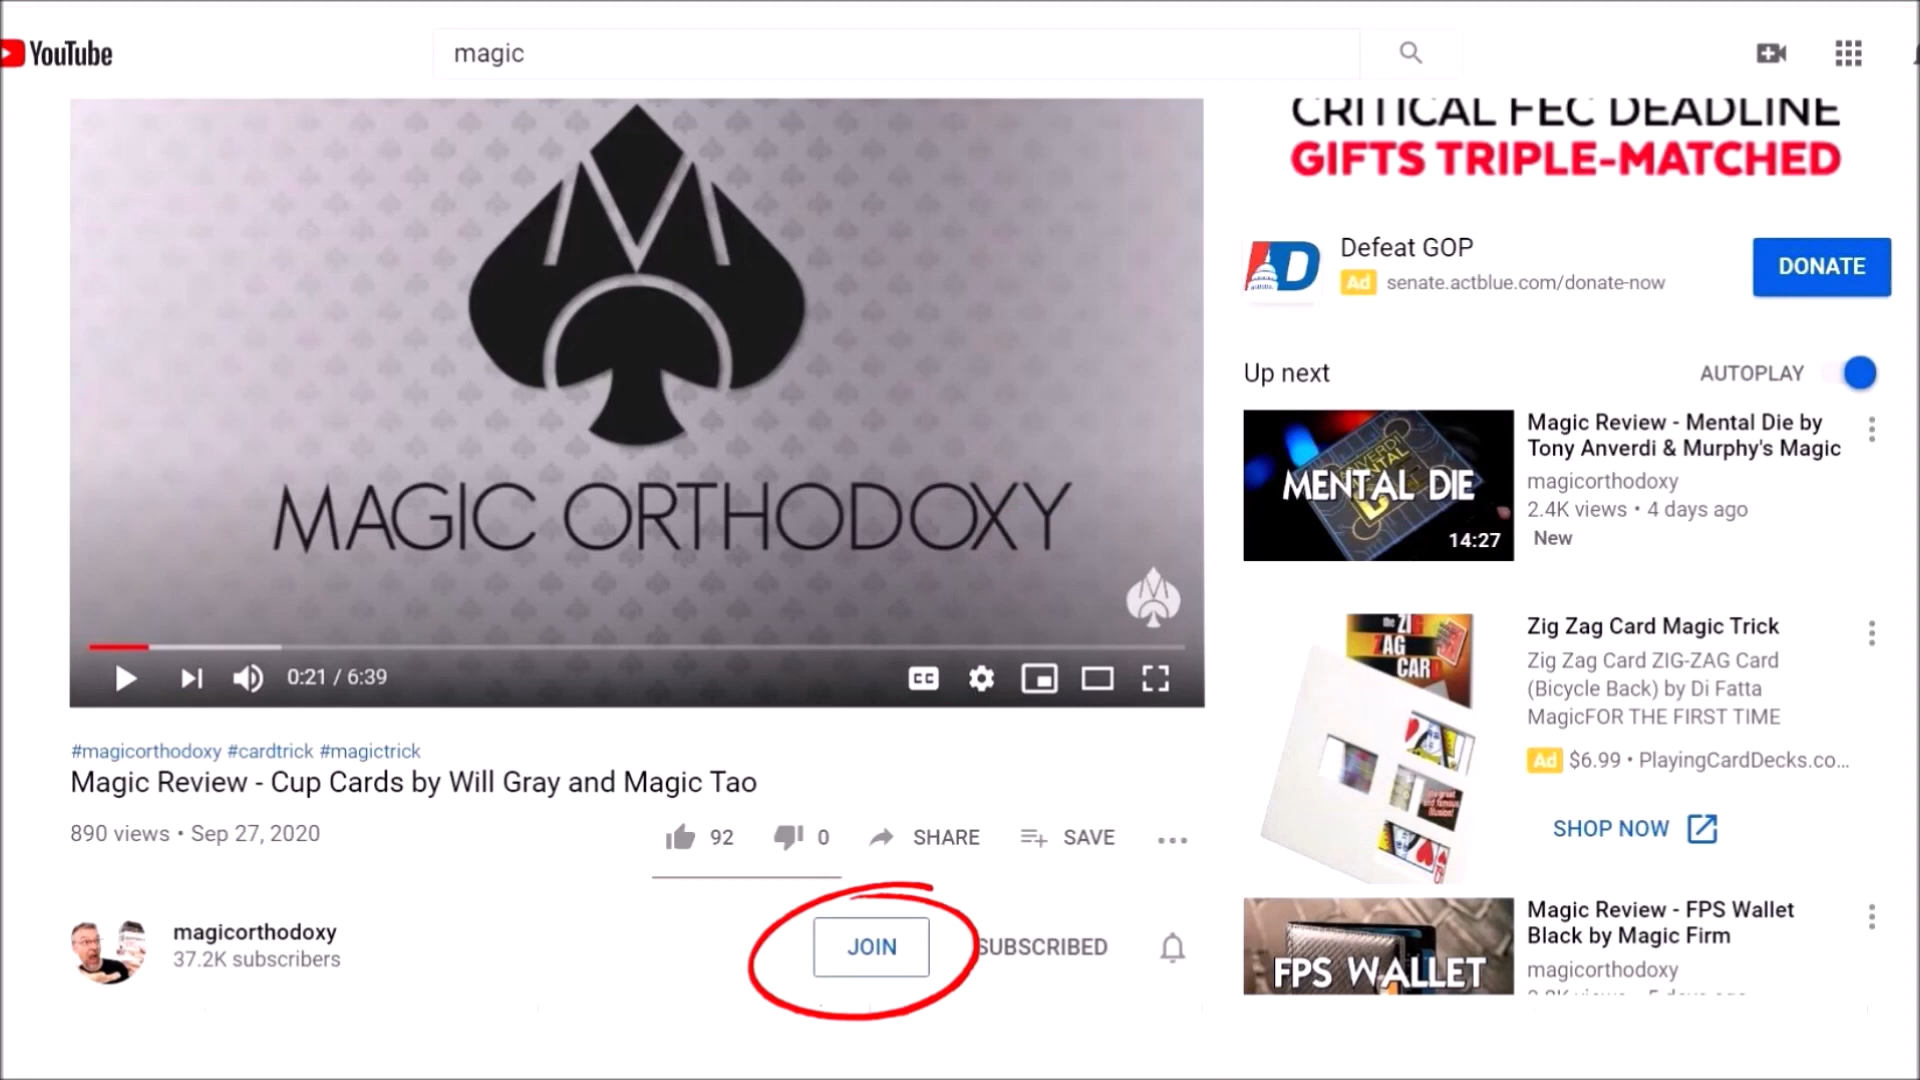 YouTube
magic
MAGIC ORTHODOXY
0:21 / 6:39
CC
#magicorthodoxy #cardtrick #magictrick
Magic Review - Cup Cards by Will Gray and Magic Tao
890 views • Sep 27, 2020
92
0
SHARE
SAVE
magicorthodoxy
37.2K subscribers
JOIN
SUBSCRIBED
CRITICAL FEC DEADLINE
GIFTS TRIPLE-MATCHED
Defeat GOP
Ad senate.actblue.com/donate-now
DONATE
Up next
AUTOPLAY
MENTAL DIE
14:27
Magic Review - Mental Die by
Tony Anverdi & Murphy's Magic
magicorthodoxy
2.4K views • 4 days ago
New
the ZIG
ZAG
CARD
Zig Zag Card Magic Trick
Zig Zag Card ZIG-ZAG Card
(Bicycle Back) by Di Fatta
MagicFOR THE FIRST TIME
Ad $6.99 • PlayingCardDecks.co...
SHOP NOW
FPS WALLET
Magic Review - FPS Wallet
Black by Magic Firm
magicorthodoxy